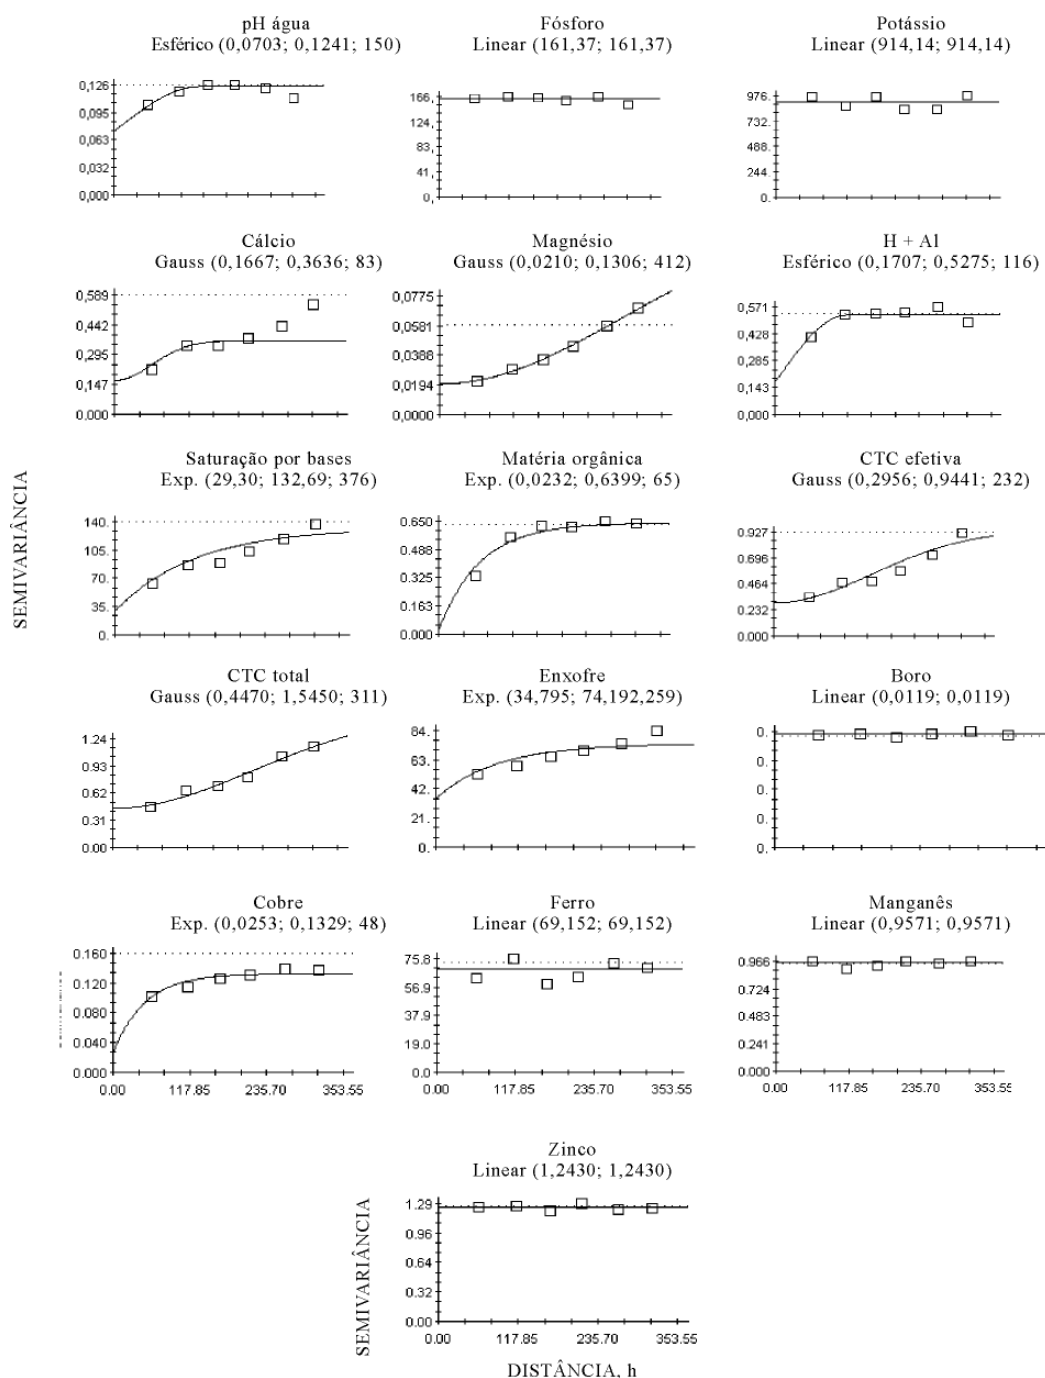 pH água
Esférico (0,0703; 0,1241; 150)
0,126
0,095
0,063
0,032
0,000
Fósforo
Linear (161,37; 161,37)
166,
124,
83,
41,
0,
Potássio
Linear (914,14; 914,14)
976.
732.
488.
244.
0.
Cálcio
Gauss (0,1667; 0,3636; 83)
0,589
0,442
0,295
0,147
0,000
Magnésio
Gauss (0,0210; 0,1306; 412)
0,0775
0,0581
0,0388
0,0194
0,0000
H + Al
Esférico (0,1707; 0,5275; 116)
0,571
0,428
0,285
0,143
0,000
SEMIVARIÂNCIA
Saturação por bases
Exp. (29,30; 132,69; 376)
140.
105.
70.
35.
0.
Matéria orgânica
Exp. (0,0232; 0,6399; 65)
0.650
0.488
0.325
0.163
0.000
CTC efetiva
Gauss (0,2956; 0,9441; 232)
0.927
0.696
0.464
0.232
0.000
CTC total
Gauss (0,4470; 1,5450; 311)
1.24
0.93
0.62
0.31
0.00
Enxofre
Exp. (34,795; 74,192,259)
84.
63.
42.
21.
0.
Boro
Linear (0,0119; 0,0119)
0.
0.
0.
0.
0.
Cobre
Exp. (0,0253; 0,1329; 48)
0.160
0.120
0.080
0.040
0.000
0.00 117.85 235.70 353.55
Ferro
Linear (69,152; 69,152)
75.8
56.9
37.9
19.0
0.0
0.00 117.85 235.70 353.55
Manganês
Linear (0,9571; 0,9571)
0.966
0.724
0.483
0.241
0.000
0.00 117.85 235.70 353.55
Zinco
Linear (1,2430; 1,2430)
SEMIVARIÂNCIA
1.29
0.96
0.64
0.32
0.00
0.00 117.85 235.70 353.55
DISTÂNCIA, h